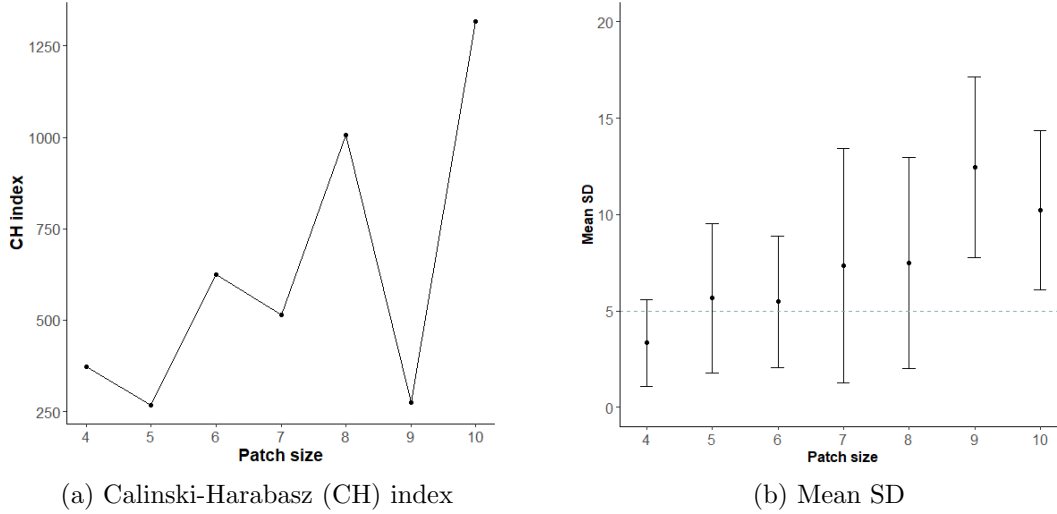 1250
1000
750
500
250
CH index
4 5 6 7 8 9 10
Patch size
(a) Calinski-Harabasz (CH) index
20
15
10
5
0
Mean SD
4 5 6 7 8 9 10
Patch size
(b) Mean SD